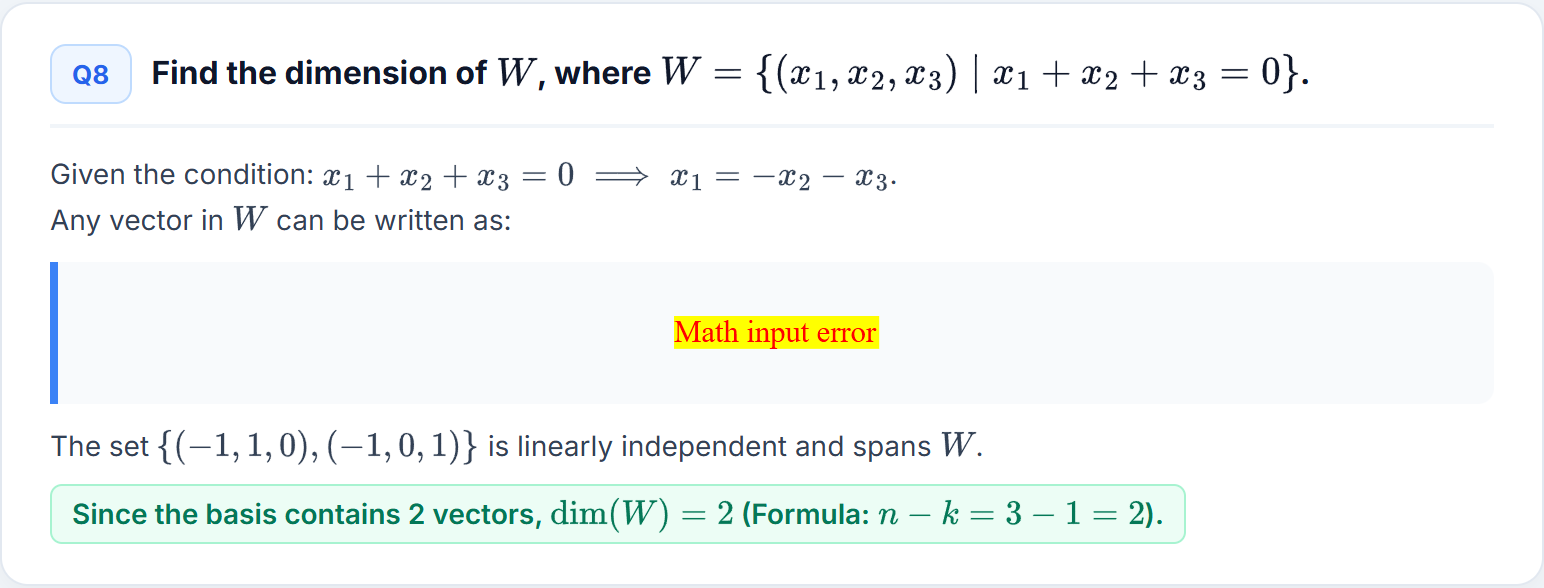 Q8 Find the dimension of W, where W = {(x₁, x₂, x₃) | x₁ + x₂ + x₃ = 0}.
Given the condition: x₁ + x₂ + x₃ = 0 ⟹ x₁ = −x₂ − x₃.
Any vector in W can be written as:
Math input error
The set {(−1, 1, 0), (−1, 0, 1)} is linearly independent and spans W.
Since the basis contains 2 vectors, dim(W) = 2 (Formula: n − k = 3 − 1 = 2).